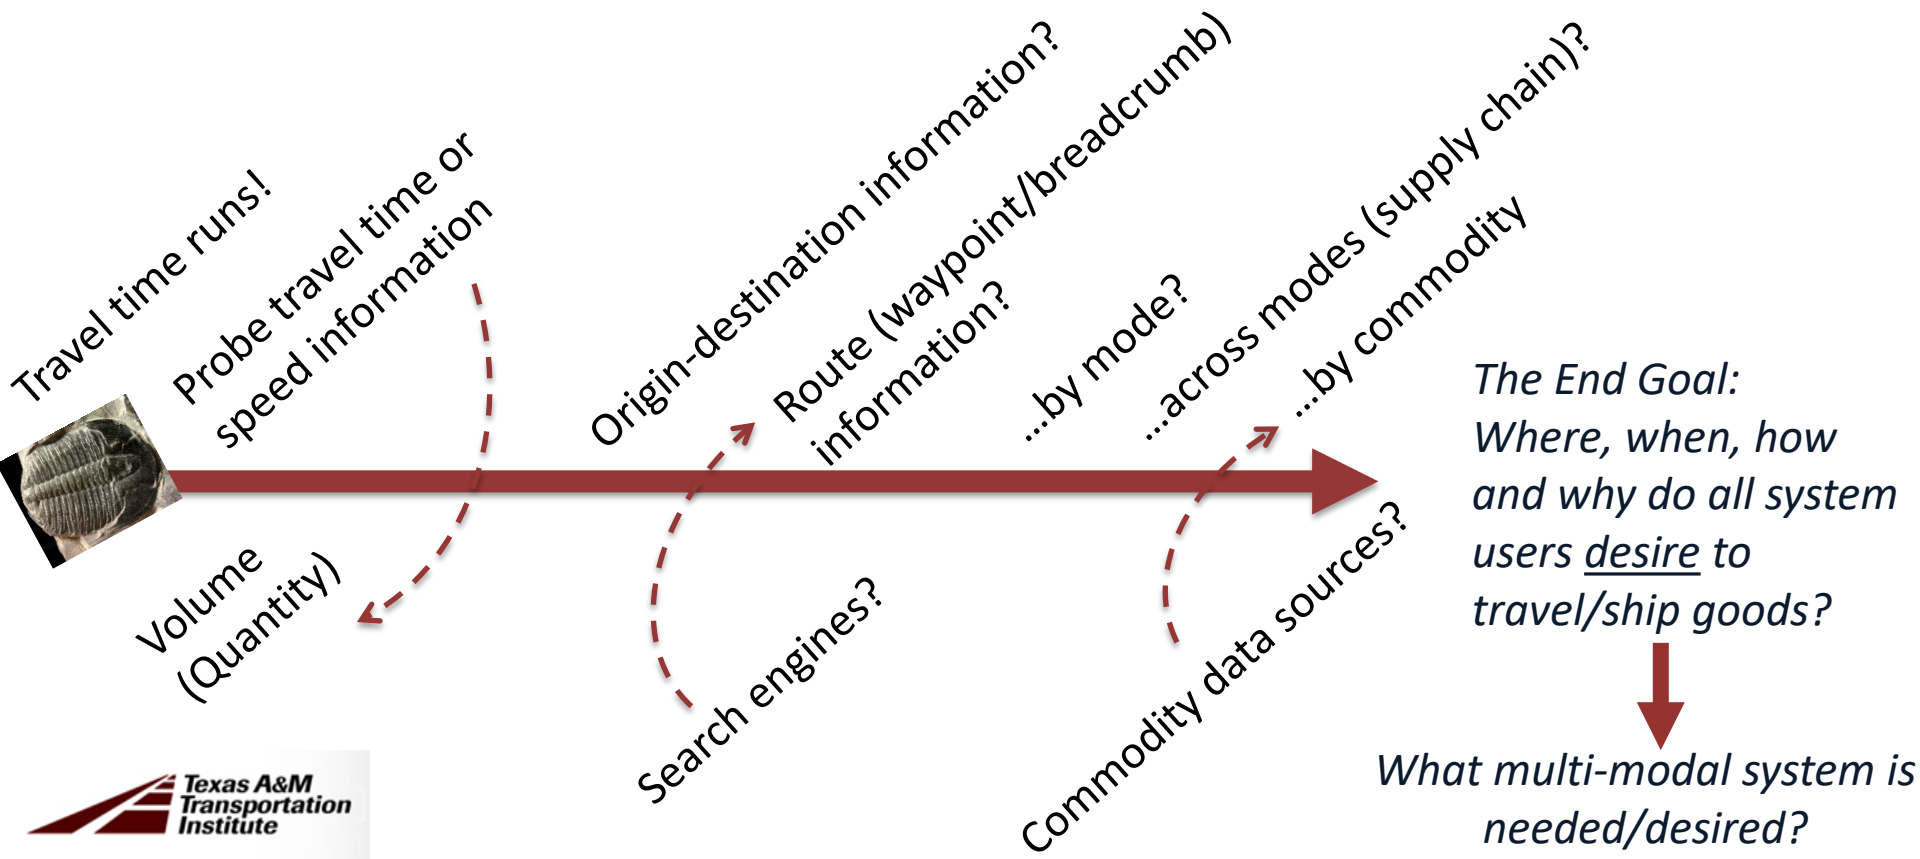 Travel time runs!
Probe travel time or
speed information
Origin-destination information?
Route (waypoint/breadcrumb)
information?
...by mode?
...across modes (supply chain)?
...by commodity
Volume
(Quantity)
Search engines?
Commodity data sources?
The End Goal:
Where, when, how
and why do all system
users desire to
travel/ship goods?
What multi-modal system is
needed/desired?
Texas A&M
Transportation
Institute